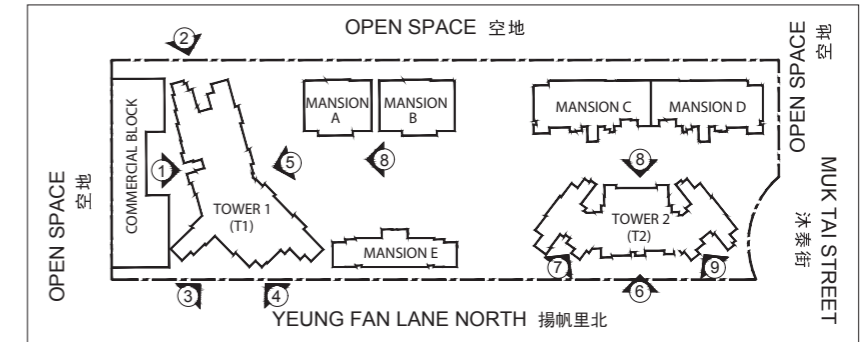 OPEN SPACE 空地
OPEN SPACE 空地
MUK TAI STREET 沐泰街
OPEN SPACE 空地
COMMERCIAL BLOCK
TOWER 1
(T1)
MANSION
A
MANSION
B
MANSION C
MANSION D
MANSION E
TOWER 2
(T2)
2
1
5
8
8
3
4
7
6
9
YEUNG FAN LANE NORTH 揚帆里北